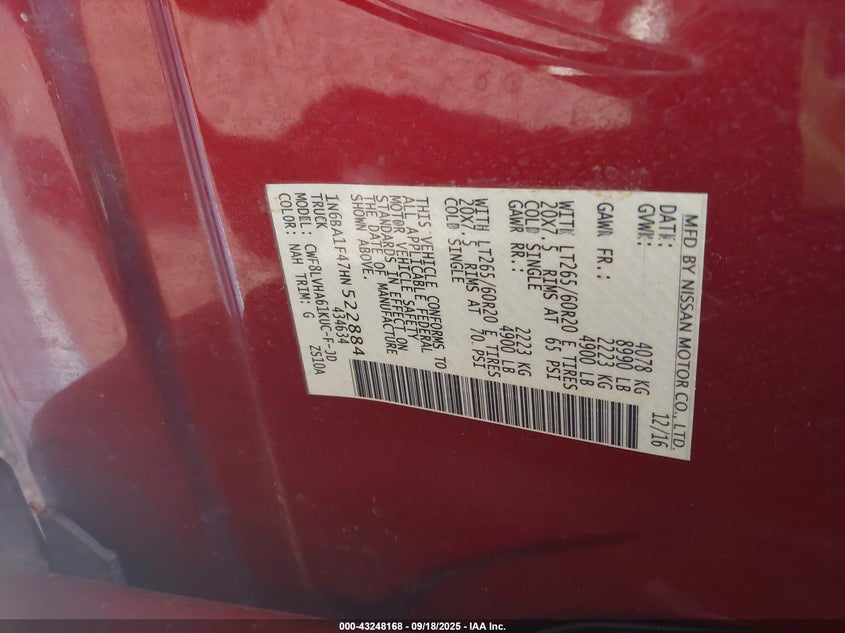 MFD BY NISSAN MOTOR CO., LTD.
DATE: 12/16
GVWR: 4078 KG
8990 LB
GAWR FR.: 2223 KG
4900 LB
WITH LT265/60R20 E TIRES
20X7.5 RIMS AT 65 PSI
COLD SINGLE
GAWR RR.: 2223 KG
4900 LB
WITH LT265/60R20 E TIRES
20X7.5 RIMS AT 70 PSI
COLD SINGLE
THIS VEHICLE CONFORMS TO
ALL APPLICABLE FEDERAL
MOTOR VEHICLE SAFETY
STANDARDS IN EFFECT ON
THE DATE OF MANUFACTURE
SHOWN ABOVE.
1N6BA1F47HN522884
TRUCK 434634
MODEL: CWF8LVHA61KUC-F-JD
COLOR: NAH TRIM: G ZS10A
000-43248168 - 09/18/2025 - IAA Inc.